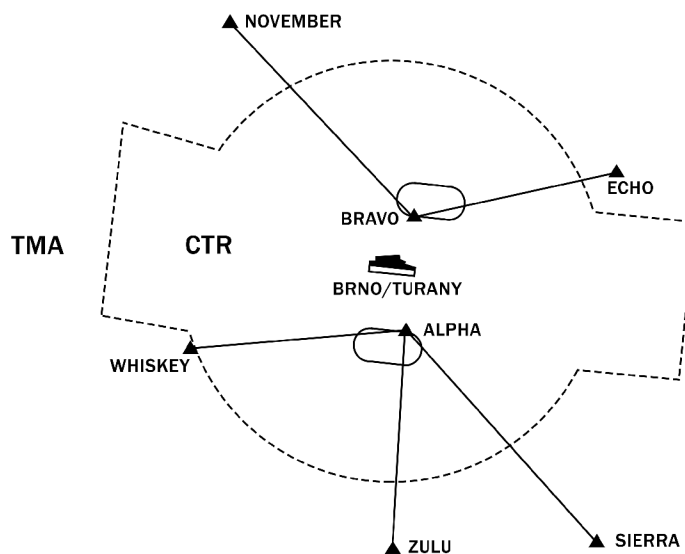 NOVEMBER
ECHO
BRAVO
TMA
CTR
BRNO/TURANY
ALPHA
WHISKEY
ZULU
SIERRA